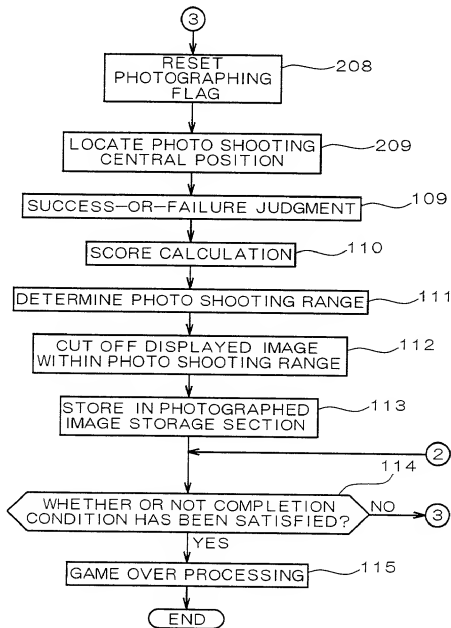 3
RESET
PHOTOGRAPHING
FLAG
208
LOCATE PHOTO SHOOTING
CENTRAL POSITION
209
SUCCESS-OR-FAILURE JUDGMENT
109
SCORE CALCULATION
110
DETERMINE PHOTO SHOOTING RANGE
111
CUT OFF DISPLAYED IMAGE
WITHIN PHOTO SHOOTING RANGE
112
STORE IN PHOTOGRAPHED
IMAGE STORAGE SECTION
113
2
114
WHETHER OR NOT COMPLETION
CONDITION HAS BEEN SATISFIED?
NO
3
YES
GAME OVER PROCESSING
115
END